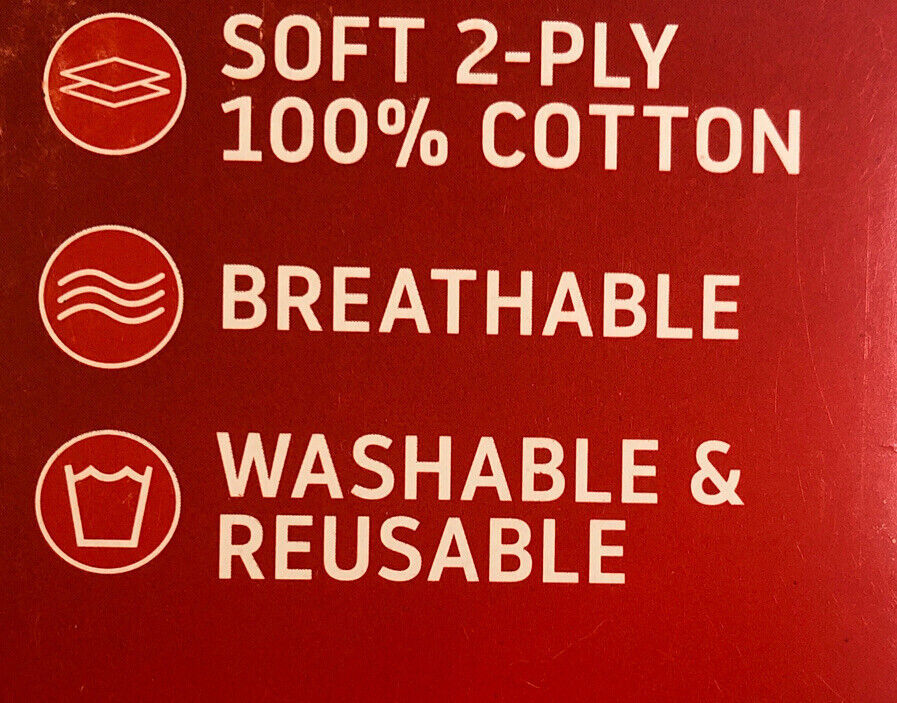 SOFT 2-PLY
100% COTTON
BREATHABLE
WASHABLE &
REUSABLE